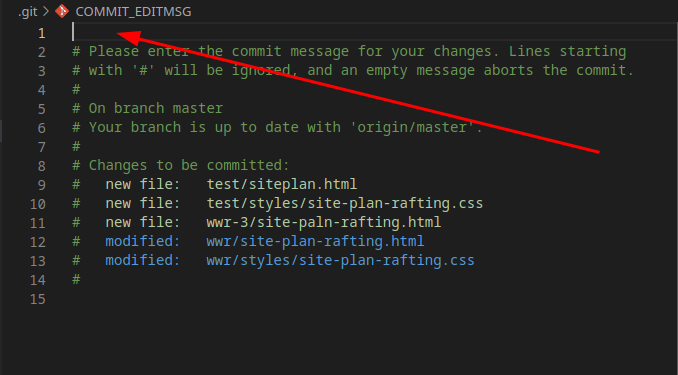 .git > COMMIT_EDITMSG
1
2 # Please enter the commit message for your changes. Lines starting
3 # with '#' will be ignored, and an empty message aborts the commit.
4 #
5 # On branch master
6 # Your branch is up to date with 'origin/master'.
7 #
8 # Changes to be committed:
9 #   new file:   test/siteplan.html
10 #   new file:   test/styles/site-plan-rafting.css
11 #   new file:   wwr-3/site-paln-rafting.html
12 #   modified:   wwr/site-plan-rafting.html
13 #   modified:   wwr/styles/site-plan-rafting.css
14 #
15